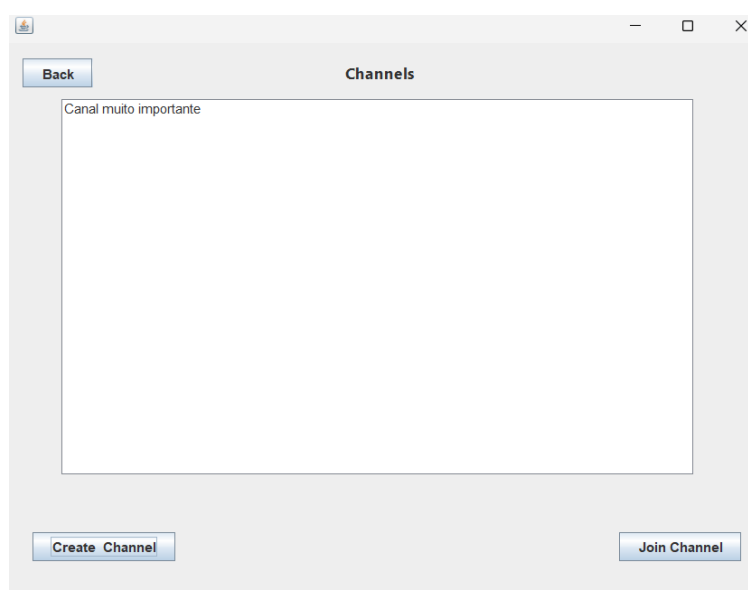 Back
Channels
Canal muito importante
Create  Channel
Join Channel